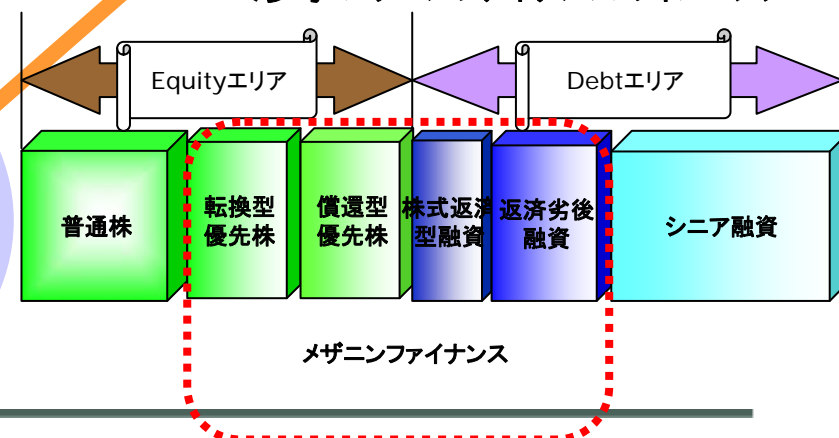 Equityエリア
Debtエリア
普通株
転換型
優先株
償還型
優先株
株式返済
型融資
返済劣後
融資
シニア融資
メザニンファイナンス